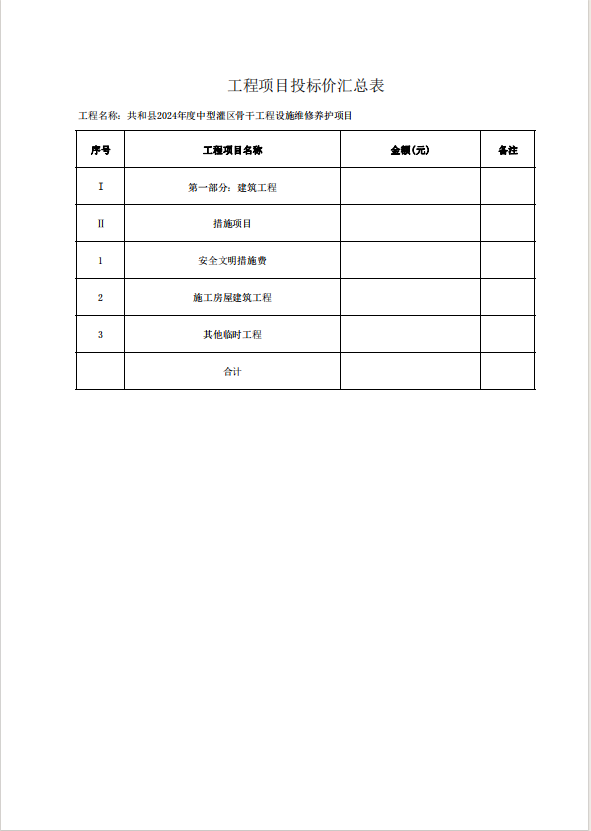 工程项目投标价汇总表
工程名称：共和县2024年度中型灌区骨干工程设施维修养护项目
序号 工程项目名称 金额(元) 备注
I 第一部分：建筑工程
II 措施项目
1 安全文明措施费
2 施工房屋建筑工程
3 其他临时工程
合计